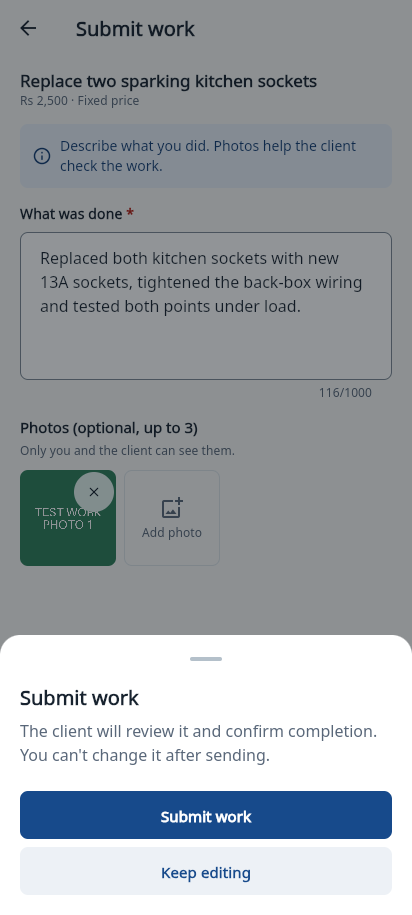 Submit work
Replace two sparking kitchen sockets
Rs 2,500 · Fixed price
Describe what you did. Photos help the client
check the work.
What was done *
Replaced both kitchen sockets with new
13A sockets, tightened the back-box wiring
and tested both points under load.
116/1000
Photos (optional, up to 3)
Only you and the client can see them.
TEST WORK
PHOTO 1
Add photo
Submit work
The client will review it and confirm completion.
You can't change it after sending.
Submit work
Keep editing